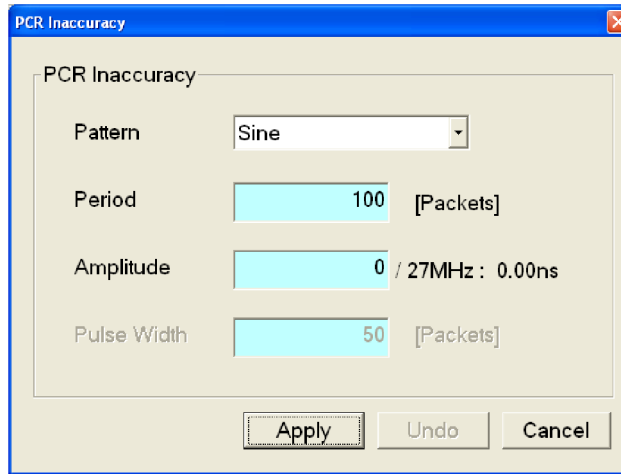 PCR Inaccuracy
PCR Inaccuracy
Pattern Sine
Period 100 [Packets]
Amplitude 0 / 27MHz : 0.00ns
Pulse Width 50 [Packets]
Apply Undo Cancel